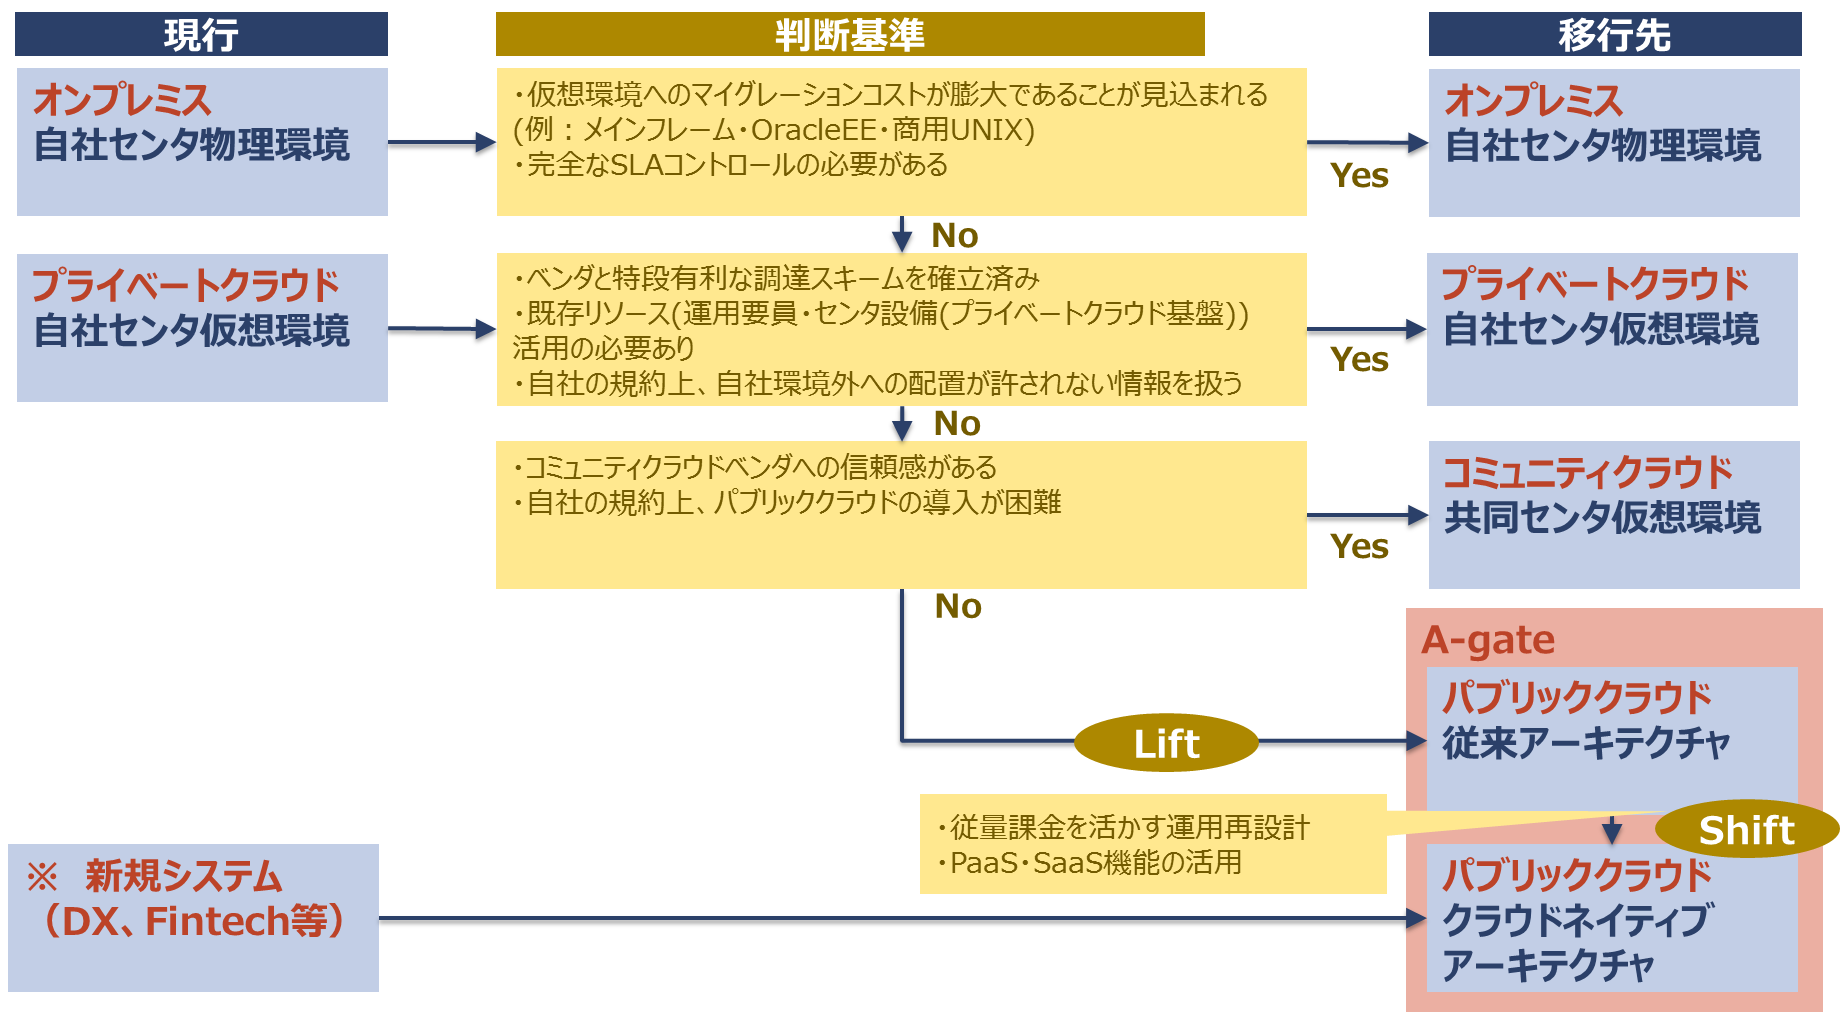 現行
判断基準
移行先
オンプレミス
自社センタ物理環境
・仮想環境へのマイグレーションコストが膨大であることが見込まれる
(例：メインフレーム・OracleEE・商用UNIX)
・完全なSLAコントロールの必要がある
Yes
オンプレミス
自社センタ物理環境
No
プライベートクラウド
自社センタ仮想環境
・ベンダと特段有利な調達スキームを確立済み
・既存リソース(運用要員・センタ設備(プライベートクラウド基盤))
活用の必要あり
・自社の規約上、自社環境外への配置が許されない情報を扱う
Yes
プライベートクラウド
自社センタ仮想環境
No
・コミュニティクラウドベンダへの信頼感がある
・自社の規約上、パブリッククラウドの導入が困難
Yes
コミュニティクラウド
共同センタ仮想環境
No
A-gate
Lift
パブリッククラウド
従来アーキテクチャ
・従量課金を活かす運用再設計
・PaaS・SaaS機能の活用
Shift
※　新規システム
（DX、Fintech等）
パブリッククラウド
クラウドネイティブ
アーキテクチャ